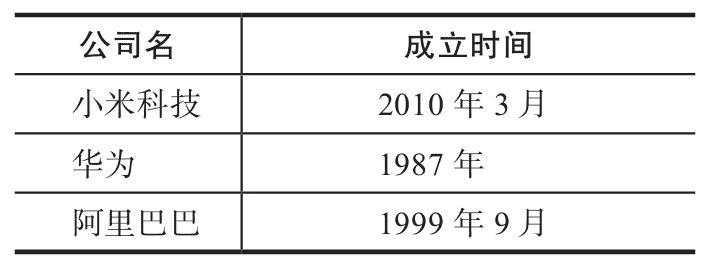 公司名 成立时间
小米科技 2010 年 3 月
华为 1987 年
阿里巴巴 1999 年 9 月